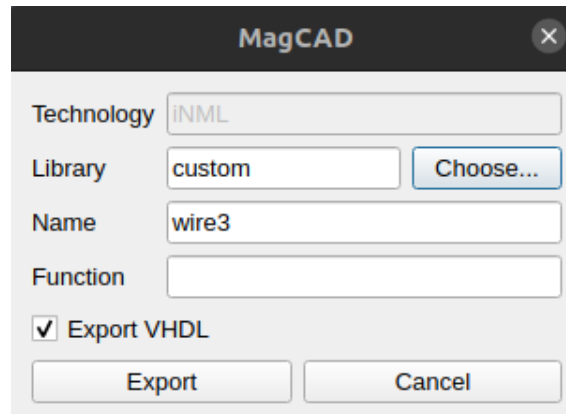 MagCAD
Technology iNML
Library custom Choose...
Name wire3
Function
Export VHDL
Export Cancel